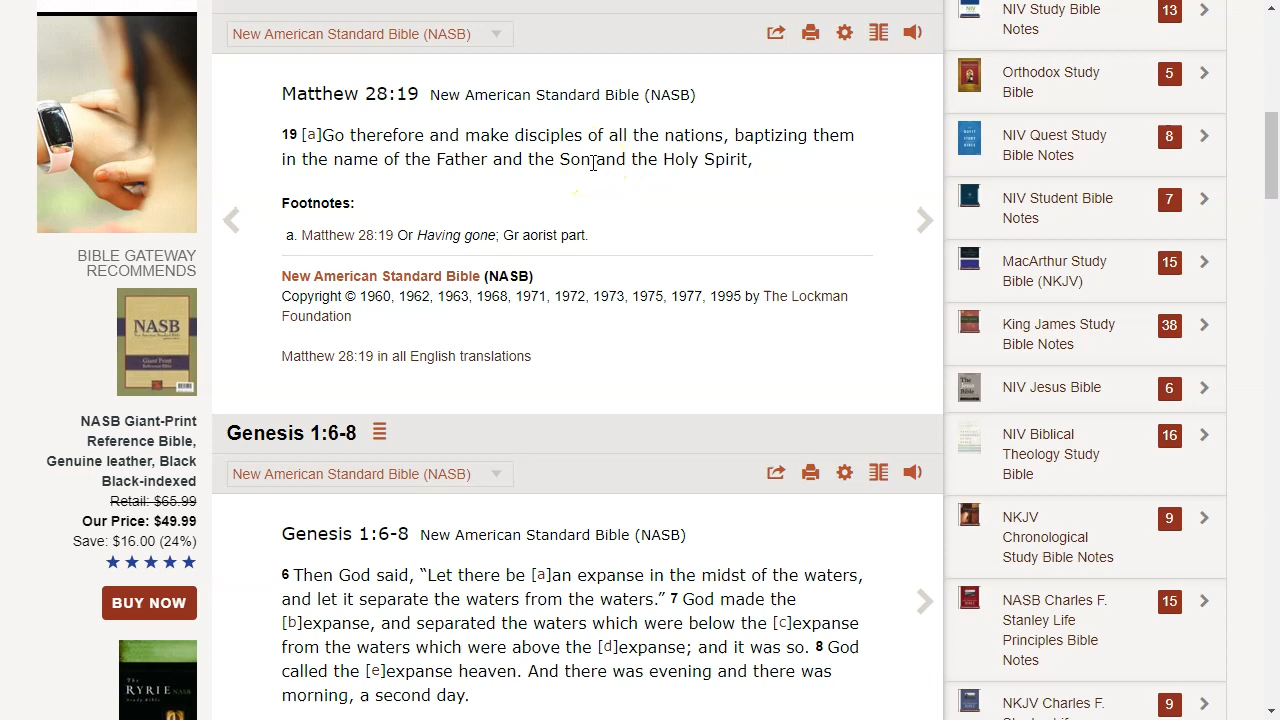 New American Standard Bible (NASB)
Matthew 28:19 New American Standard Bible (NASB)
19 [a]Go therefore and make disciples of all the nations, baptizing them
in the name of the Father and the Son and the Holy Spirit,
Footnotes:
a. Matthew 28:19 Or Having gone; Gr aorist part.
New American Standard Bible (NASB)
Copyright © 1960, 1962, 1963, 1968, 1971, 1972, 1973, 1975, 1977, 1995 by The Lockman
Foundation
Matthew 28:19 in all English translations
Genesis 1:6-8
New American Standard Bible (NASB)
Genesis 1:6-8 New American Standard Bible (NASB)
6 Then God said, “Let there be [a]an expanse in the midst of the waters,
and let it separate the waters from the waters.” 7 God made the
[b]expanse, and separated the waters which were below the [c]expanse
from the waters which were above the [d]expanse; and it was so. 8 God
called the [e]expanse heaven. And there was evening and there was
morning, a second day.
BIBLE GATEWAY
RECOMMENDS
NASB
Giant Print
Reference Bible
NASB Giant-Print
Reference Bible,
Genuine leather, Black
Black-indexed
Retail: $65.99
Our Price: $49.99
Save: $16.00 (24%)
BUY NOW
The
RYRIE NASB
Study Bible
NIV Study Bible 13
Notes
Orthodox Study 5
Bible
NIV Quest Study 8
Bible Notes
Reformation Bible 7
Notes
MacArthur Study 15
Bible (NKJV)
King James Study 38
Bible Notes
NIV Jesus Bible 6
NIV Biblical 16
Theology Study
Bible
NKJV 9
Chronological
Study Bible Notes
NIV, Charles F. 15
Stanley Life
Principles Bible
NASB, Charles F. 9